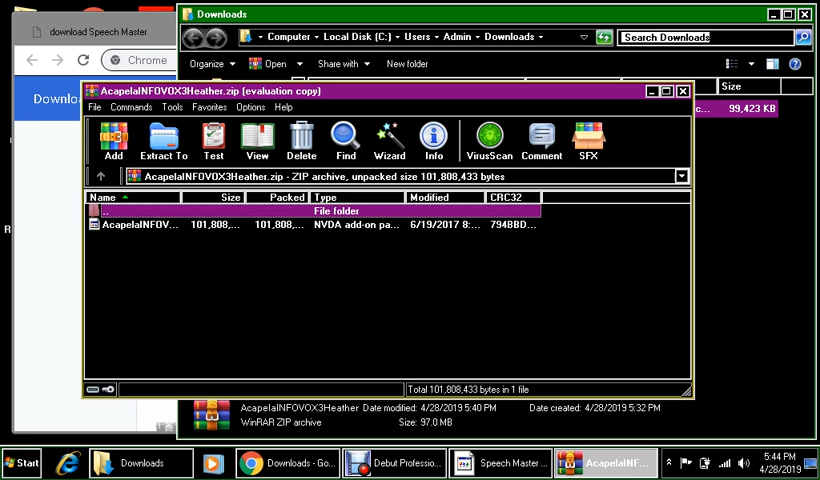 Downloads
download Speech Master
Computer Local Disk (C:) Users Admin Downloads
Search Downloads
Chrome
Organize Open Share with New folder
Size
99,423 KB
AcapelaINFOVOX3Heather.zip (evaluation copy)
File Commands Tools Favorites Options Help
Add Extract To Test View Delete Find Wizard Info VirusScan Comment SFX
AcapelaINFOVOX3Heather.zip - ZIP archive, unpacked size 101,808,433 bytes
Name Size Packed Type Modified CRC32
.. File folder
AcapelaINFOV... 101,808,... 101,808,... NVDA add-on pa... 6/19/2017 8:... 794BBD...
Total 101,808,433 bytes in 1 file
AcapelaINFOVOX3Heather Date modified: 4/28/2019 5:40 PM Date created: 4/28/2019 5:32 PM
WinRAR ZIP archive Size: 97.0 MB
Start Downloads Downloads - Go... Debut Professio... Speech Master ... AcapelaINF...
5:44 PM
4/28/2019